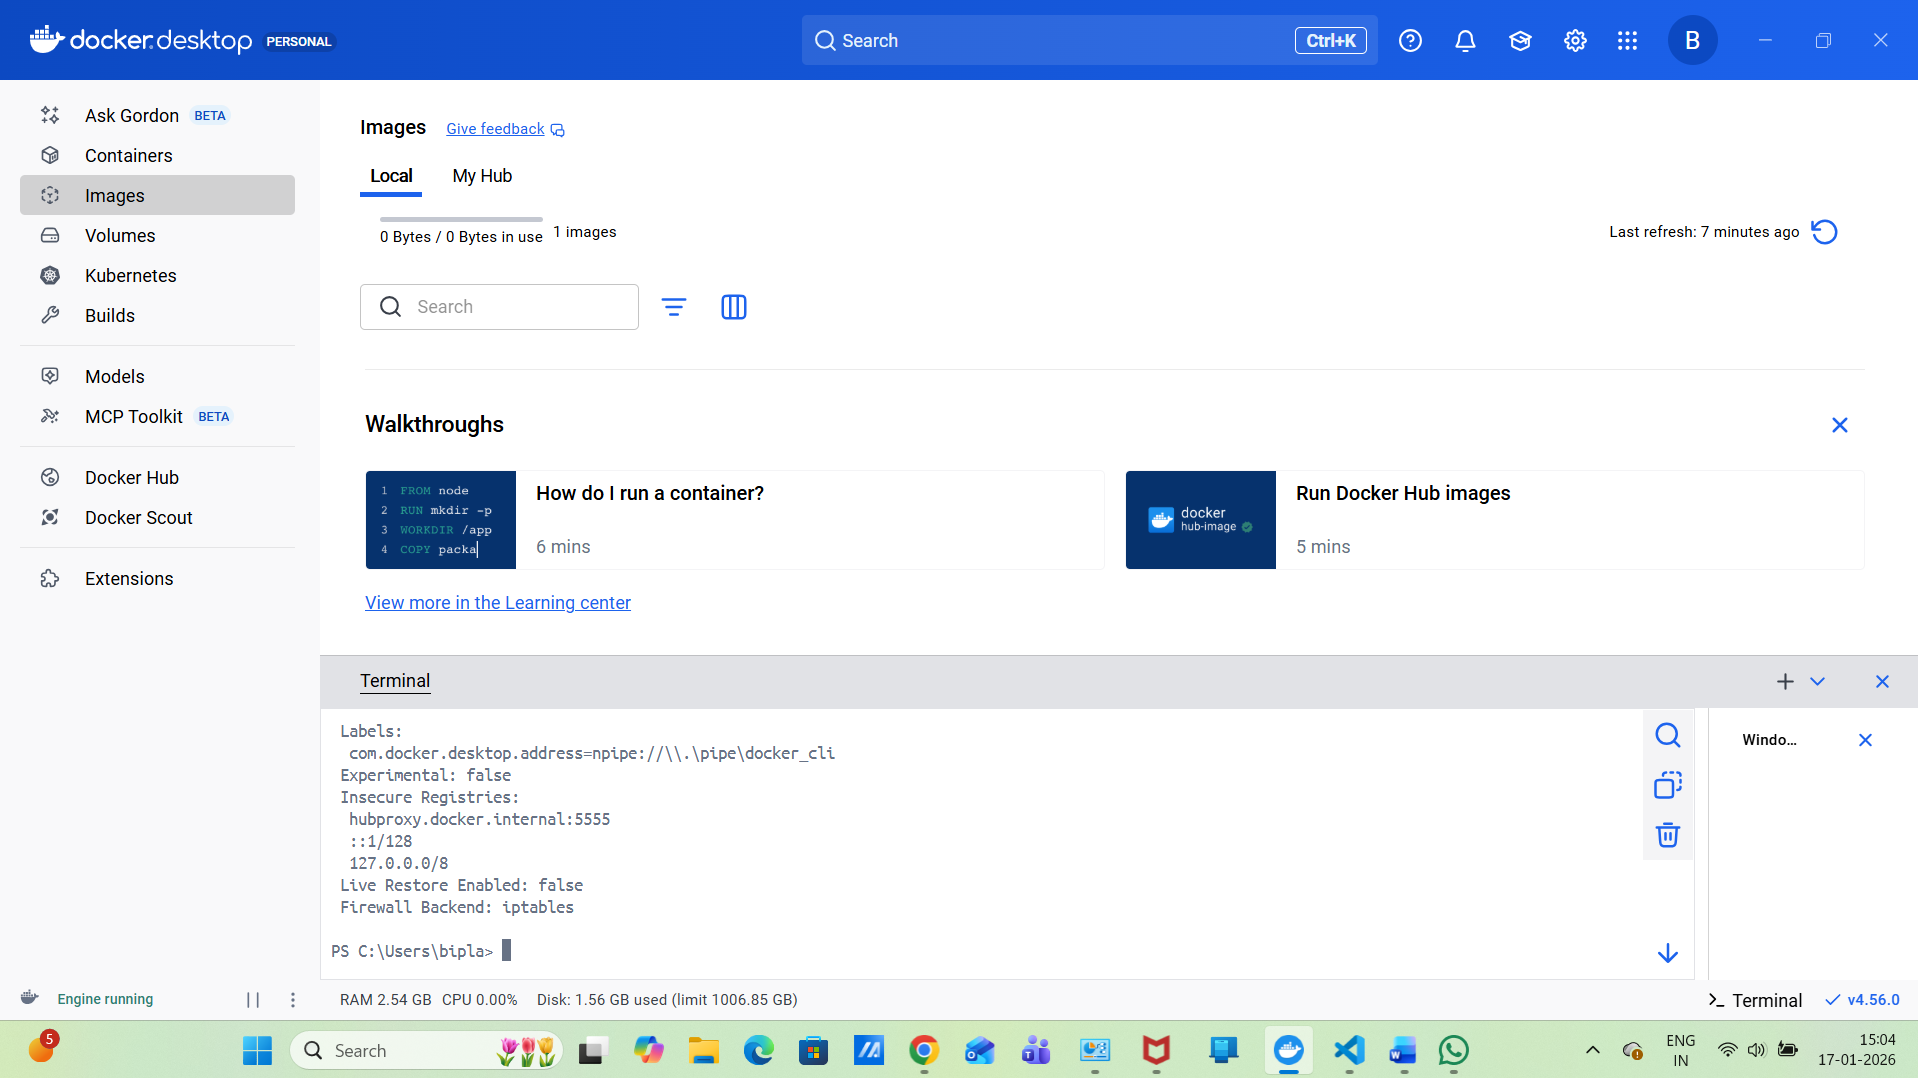 docker.desktop PERSONAL
Search Ctrl+K
B
Ask Gordon BETA
Containers
Images
Volumes
Kubernetes
Builds
Models
MCP Toolkit BETA
Docker Hub
Docker Scout
Extensions
Images Give feedback
Local My Hub
0 Bytes / 0 Bytes in use 1 images
Last refresh: 7 minutes ago
Search
Walkthroughs
1 FROM node
2 RUN mkdir -p
3 WORKDIR /app
4 COPY packa
How do I run a container?
6 mins
docker
hub-image
Run Docker Hub images
5 mins
View more in the Learning center
Terminal
Labels:
com.docker.desktop.address=npipe://\\.\pipe\docker_cli
Experimental: false
Insecure Registries:
hubproxy.docker.internal:5555
::1/128
127.0.0.0/8
Live Restore Enabled: false
Firewall Backend: iptables
PS C:\Users\bipla>
Windo...
Engine running
RAM 2.54 GB CPU 0.00% Disk: 1.56 GB used (limit 1006.85 GB)
Terminal v4.56.0
5
Search
ENG
IN
15:04
17-01-2026